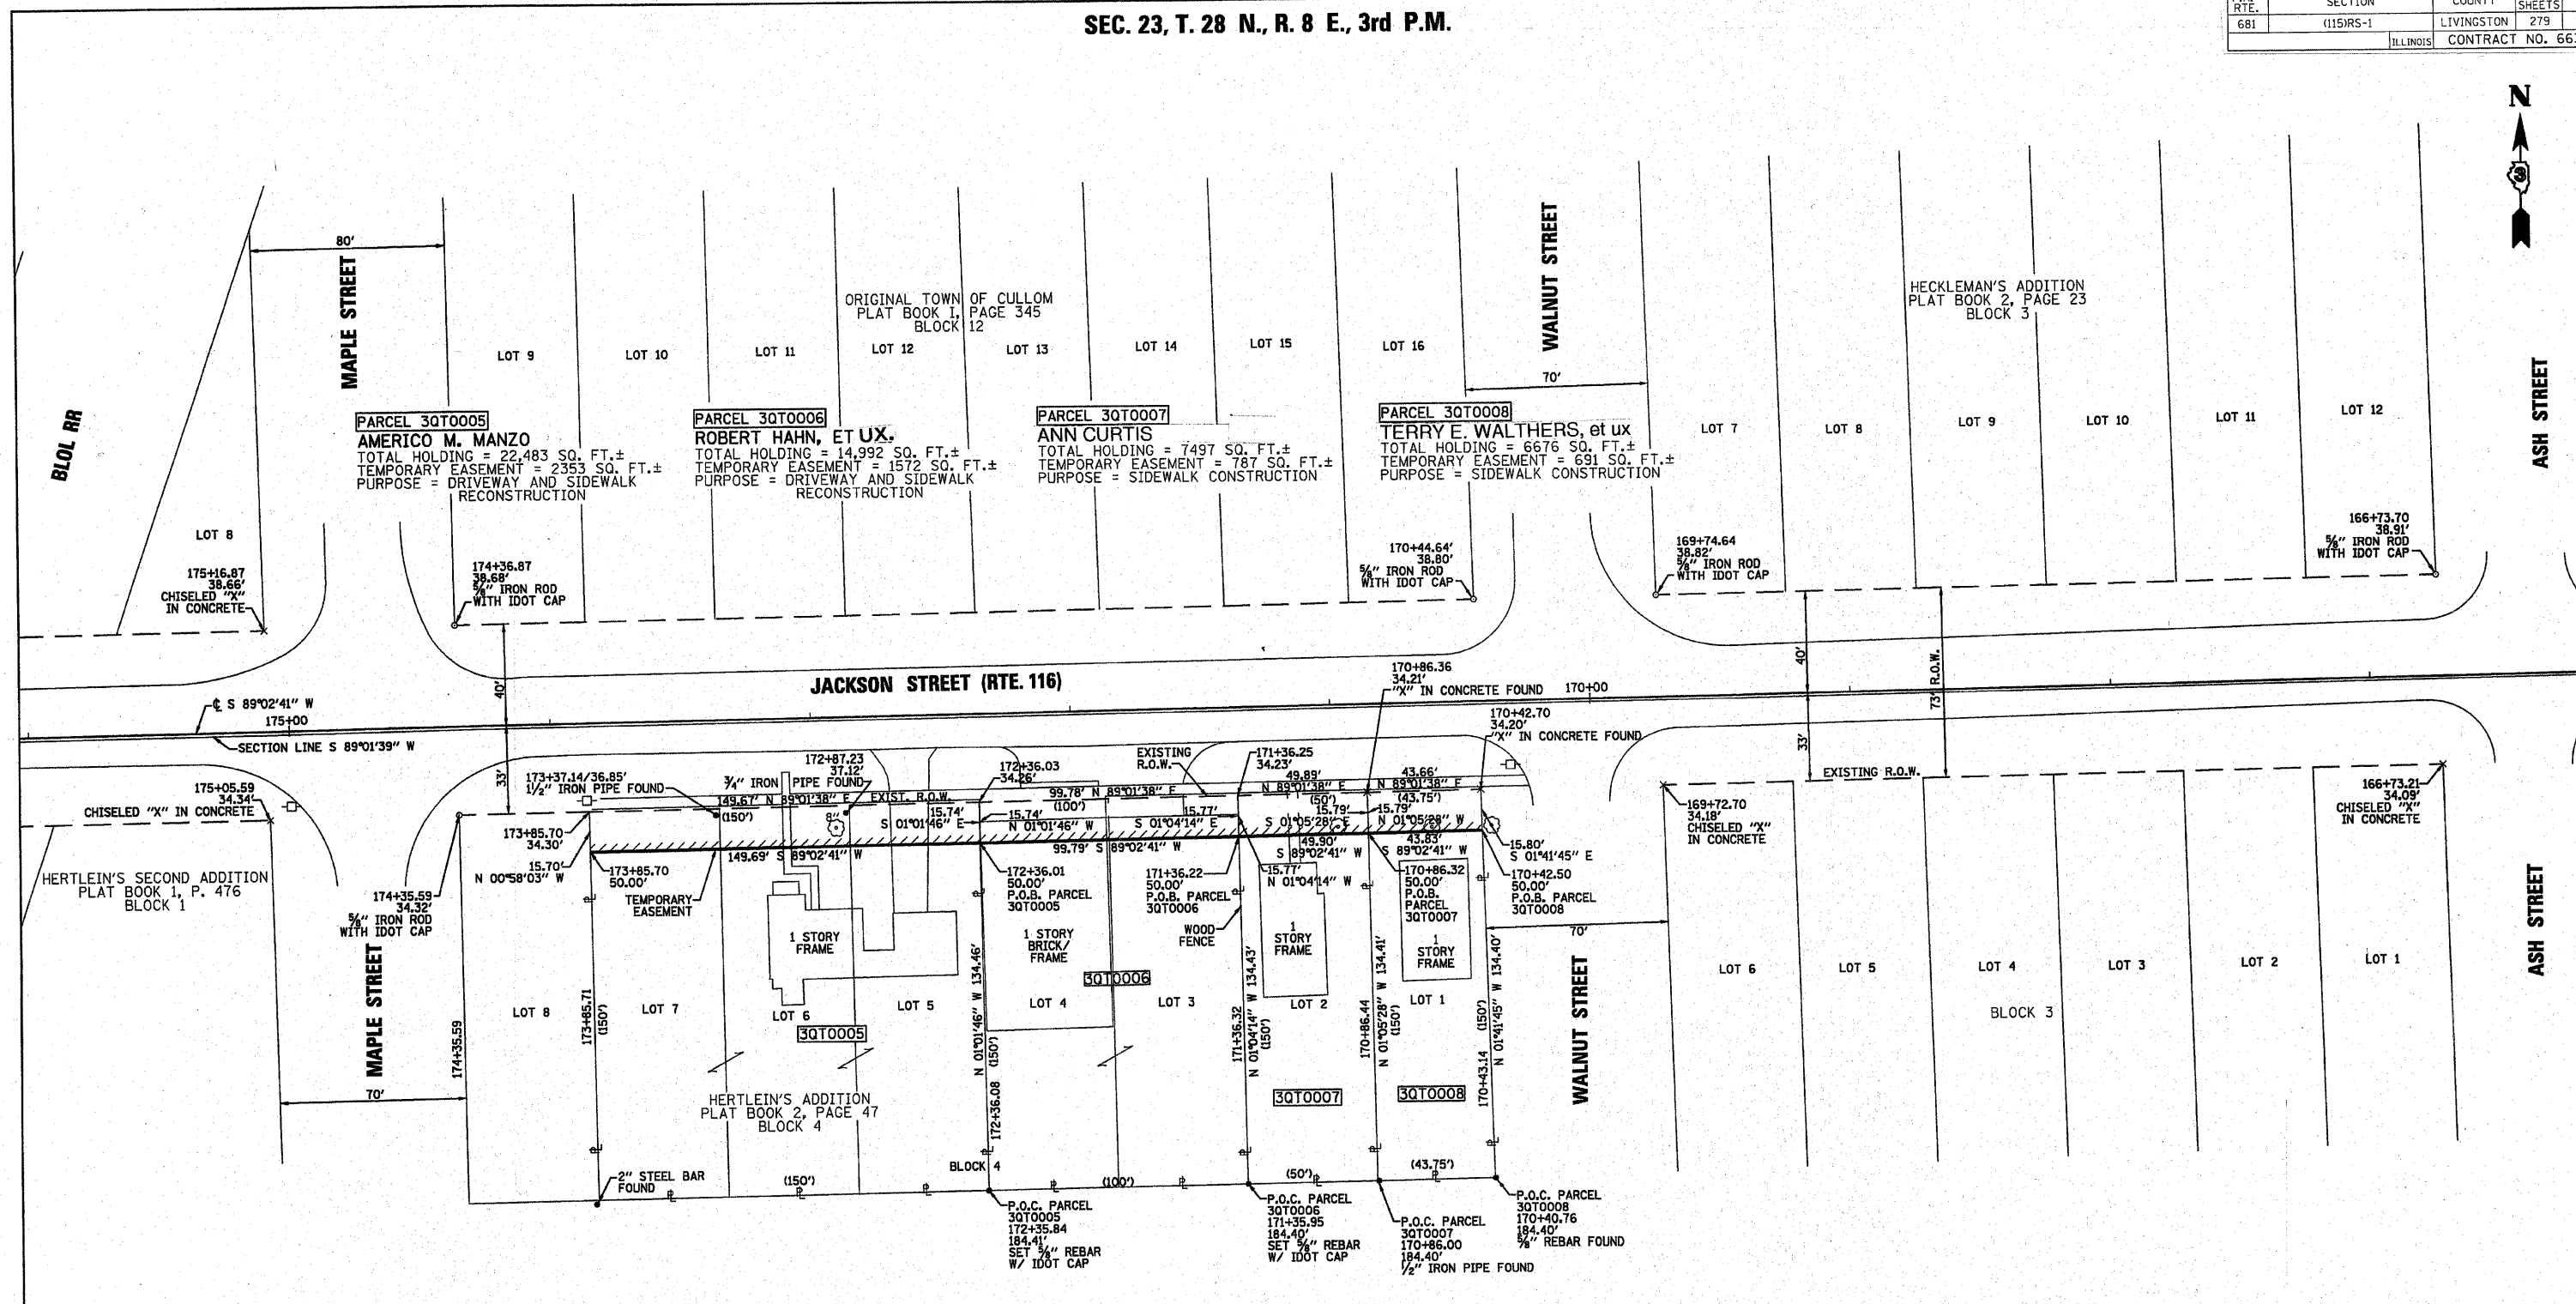 SEC. 23, T. 28 N., R. 8 E., 3rd P.M.
RTE. SECTION COUNTY SHEETS
681 (115)RS-1 LIVINGSTON 279
ILLINOIS CONTRACT NO.
N
3
80'
MAPLE STREET
BLOL RR
ORIGINAL TOWN OF CULLOM
PLAT BOOK I, PAGE 345
BLOCK 12
WALNUT STREET
70'
HECKLEMAN'S ADDITION
PLAT BOOK 2, PAGE 23
BLOCK 3
ASH STREET
LOT 9
LOT 10
LOT 11
LOT 12
LOT 13
LOT 14
LOT 15
LOT 16
LOT 7
LOT 8
LOT 9
LOT 10
LOT 11
LOT 12
PARCEL 3QT0005
AMERICO M. MANZO
TOTAL HOLDING = 22,483 SQ. FT.±
TEMPORARY EASEMENT = 2353 SQ. FT.±
PURPOSE = DRIVEWAY AND SIDEWALK
RECONSTRUCTION
PARCEL 3QT0006
ROBERT HAHN, ET UX.
TOTAL HOLDING = 14,992 SQ. FT.±
TEMPORARY EASEMENT = 1572 SQ. FT.±
PURPOSE = DRIVEWAY AND SIDEWALK
RECONSTRUCTION
PARCEL 3QT0007
ANN CURTIS
TOTAL HOLDING = 7497 SQ. FT.±
TEMPORARY EASEMENT = 787 SQ. FT.±
PURPOSE = SIDEWALK CONSTRUCTION
PARCEL 3QT0008
TERRY E. WALTHERS, et ux
TOTAL HOLDING = 6676 SQ. FT.±
TEMPORARY EASEMENT = 691 SQ. FT.±
PURPOSE = SIDEWALK CONSTRUCTION
LOT 8
175+16.87
38.66'
CHISELED "X"
IN CONCRETE
174+36.87
38.68'
5/8" IRON ROD
WITH IDOT CAP
170+44.64'
38.80'
5/8" IRON ROD
WITH IDOT CAP
169+74.64
38.82'
5/8" IRON ROD
WITH IDOT CAP
166+73.70
38.91'
5/8" IRON ROD
WITH IDOT CAP
40'
33'
JACKSON STREET (RTE. 116)
170+86.36
34.21'
"X" IN CONCRETE FOUND
170+00
40'
33'
73' R.O.W.
℄ S 89°02'41" W
175+00
SECTION LINE S 89°01'39" W
170+42.70
34.20'
"X" IN CONCRETE FOUND
175+05.59
34.34'
CHISELED "X" IN CONCRETE
173+37.14/36.85'
1 1/2" IRON PIPE FOUND
172+87.23
37.12'
3/4" IRON PIPE FOUND
172+36.03
34.26'
EXISTING
R.O.W.
171+36.25
34.23'
EXISTING R.O.W.
149.67' N 89°01'38" E EXIST. R.O.W.
(150')
99.78' N 89°01'38" E
(100')
49.89'
N 89°01'38" E
(50')
43.66'
N 89°01'38" E
(43.75')
173+85.70
34.30'
15.70'
N 00°58'03" W
8"
15.74'
S 01°01'46" E
15.74'
N 01°01'46" W
15.77'
S 01°04'14" E
15.79'
S 01°05'28" E
15.79'
N 01°05'28" W
149.69' S 89°02'41" W
99.79' S 89°02'41" W
49.90'
S 89°02'41" W
43.83'
S 89°02'41" W
15.80'
S 01°41'45" E
15.77'
N 01°04'14" W
173+85.70
50.00'
TEMPORARY
EASEMENT
172+36.01
50.00'
P.O.B. PARCEL
3QT0005
171+36.22
50.00'
P.O.B. PARCEL
3QT0006
170+86.32
50.00'
P.O.B.
PARCEL
3QT0007
170+42.50
50.00'
P.O.B. PARCEL
3QT0008
169+72.70
34.18'
CHISELED "X"
IN CONCRETE
166+73.21
34.09'
CHISELED "X"
IN CONCRETE
HERTLEIN'S SECOND ADDITION
PLAT BOOK 1, P. 476
BLOCK 1
174+35.59
34.32'
5/8" IRON ROD
WITH IDOT CAP
MAPLE STREET
70'
174+35.59
173+85.71
(150')
1 STORY
FRAME
1 STORY
BRICK/
FRAME
WOOD
FENCE
1
STORY
FRAME
1
STORY
FRAME
70'
WALNUT STREET
ASH STREET
LOT 8
LOT 7
LOT 6
LOT 5
LOT 4
LOT 3
LOT 2
LOT 1
3QT0005
3QT0006
3QT0007
3QT0008
N 01°01'46" W 134.46'
(150')
172+36.08
171+36.32
N 01°04'14" W 134.43'
(150')
170+86.44
N 01°05'28" W 134.41'
(150')
170+43.14
(150')
N 01°41'45" W 134.40'
LOT 6
LOT 5
LOT 4
LOT 3
LOT 2
LOT 1
BLOCK 3
HERTLEIN'S ADDITION
PLAT BOOK 2, PAGE 47
BLOCK 4
BLOCK 4
2" STEEL BAR
FOUND
(150')
(100')
(50')
(43.75')
P.O.C. PARCEL
3QT0005
172+35.84
184.41'
SET 5/8" REBAR
W/ IDOT CAP
P.O.C. PARCEL
3QT0006
171+35.95
184.40'
SET 5/8" REBAR
W/ IDOT CAP
P.O.C. PARCEL
3QT0007
170+86.00
184.40'
1/2" IRON PIPE FOUND
P.O.C. PARCEL
3QT0008
170+40.76
184.40'
5/8" REBAR FOUND